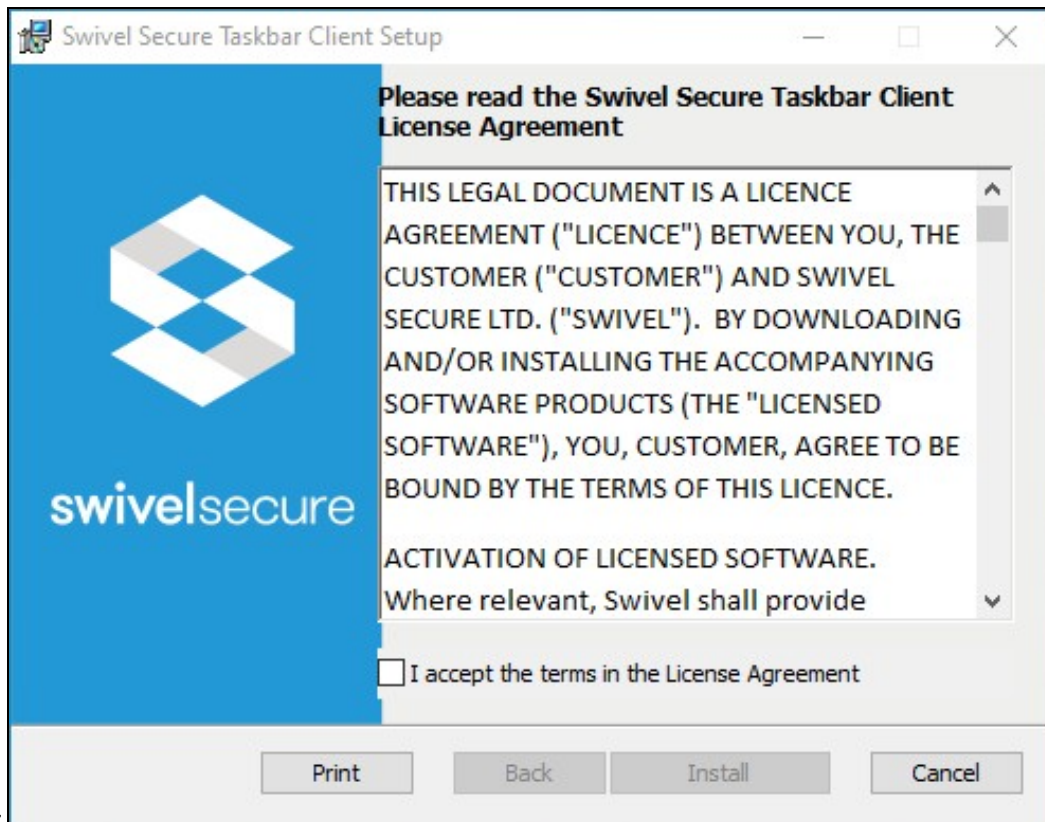 Swivel Secure Taskbar Client Setup
Please read the Swivel Secure Taskbar Client
License Agreement
THIS LEGAL DOCUMENT IS A LICENCE
AGREEMENT ("LICENCE") BETWEEN YOU, THE
CUSTOMER ("CUSTOMER") AND SWIVEL
SECURE LTD. ("SWIVEL").  BY DOWNLOADING
AND/OR INSTALLING THE ACCOMPANYING
SOFTWARE PRODUCTS (THE "LICENSED
SOFTWARE"), YOU, CUSTOMER, AGREE TO BE
BOUND BY THE TERMS OF THIS LICENCE.
ACTIVATION OF LICENSED SOFTWARE.
Where relevant, Swivel shall provide
swivelsecure
I accept the terms in the License Agreement
Print Back Install Cancel